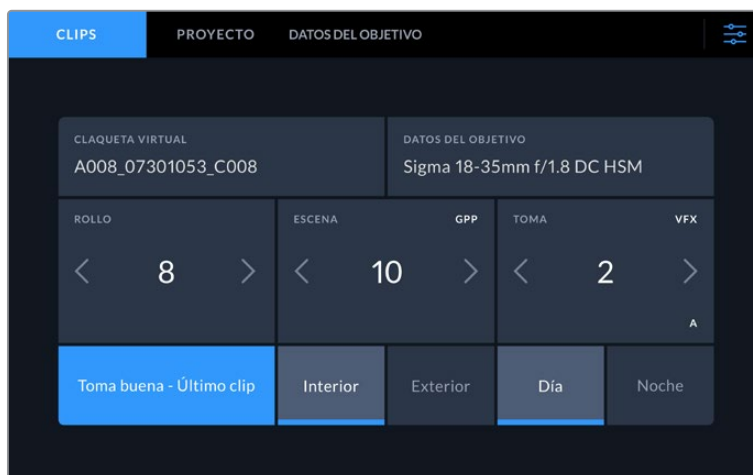 CLIPS PROYECTO DATOS DEL OBJETIVO
CLAQUETA VIRTUAL DATOS DEL OBJETIVO
A008_07301053_C008 Sigma 18-35mm f/1.8 DC HSM
ROLLO ESCENA GPP TOMA VFX
8 10 2
A
Toma buena - Último clip Interior Exterior Día Noche